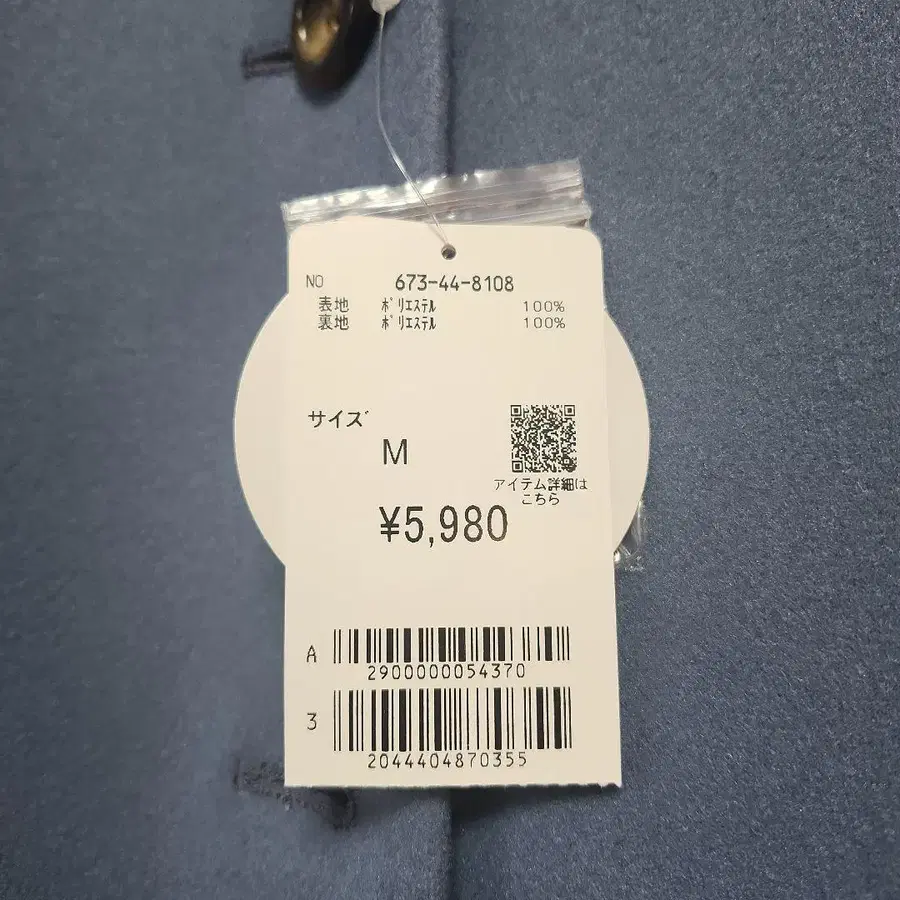 NO 673-44-8108
表地 ﾎﾟﾘｴｽﾃﾙ 100%
裏地 ﾎﾟﾘｴｽﾃﾙ 100%
サイズ
M
アイテム詳細は
こちら
¥5,980
A
2900000054370
3
2044404870355